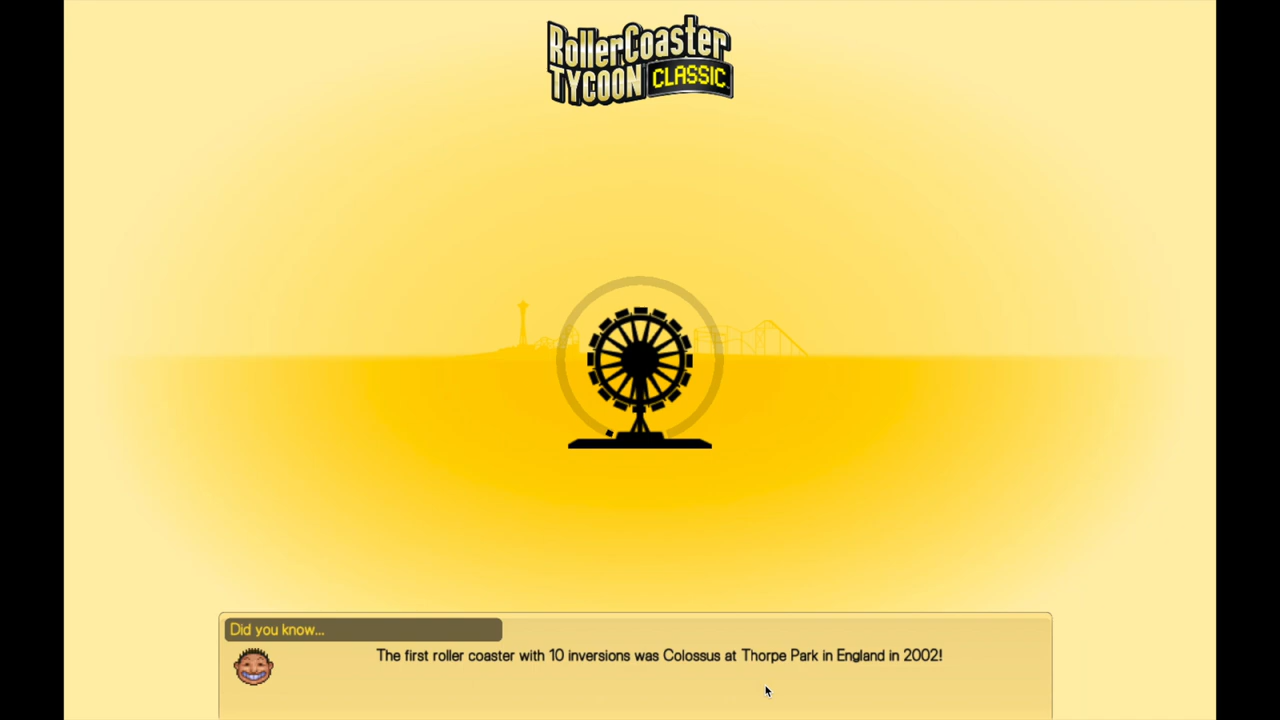 RollerCoaster
TYCOON CLASSIC
Did you know...
The first roller coaster with 10 inversions was Colossus at Thorpe Park in England in 2002!